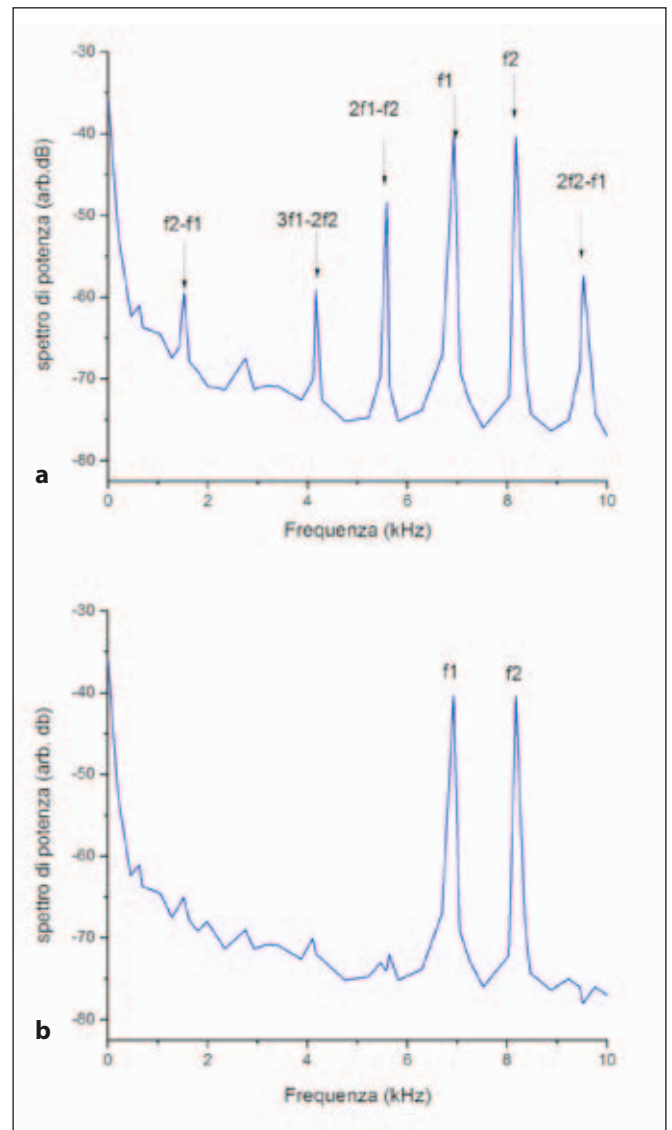 -30
f2
f1
2f1-f2
-40
2f2-f1
-50
f2-f1
3f1-2f2
-60
-70
-80
spettro di potenza (arb.dB)
a
0 2 4 6 8 10
Frequenza (kHz)
-30
f1 f2
-40
-50
-60
-70
-80
spettro di potenza (arb. db)
b
0 2 4 6 8 10
Frequenza (kHz)